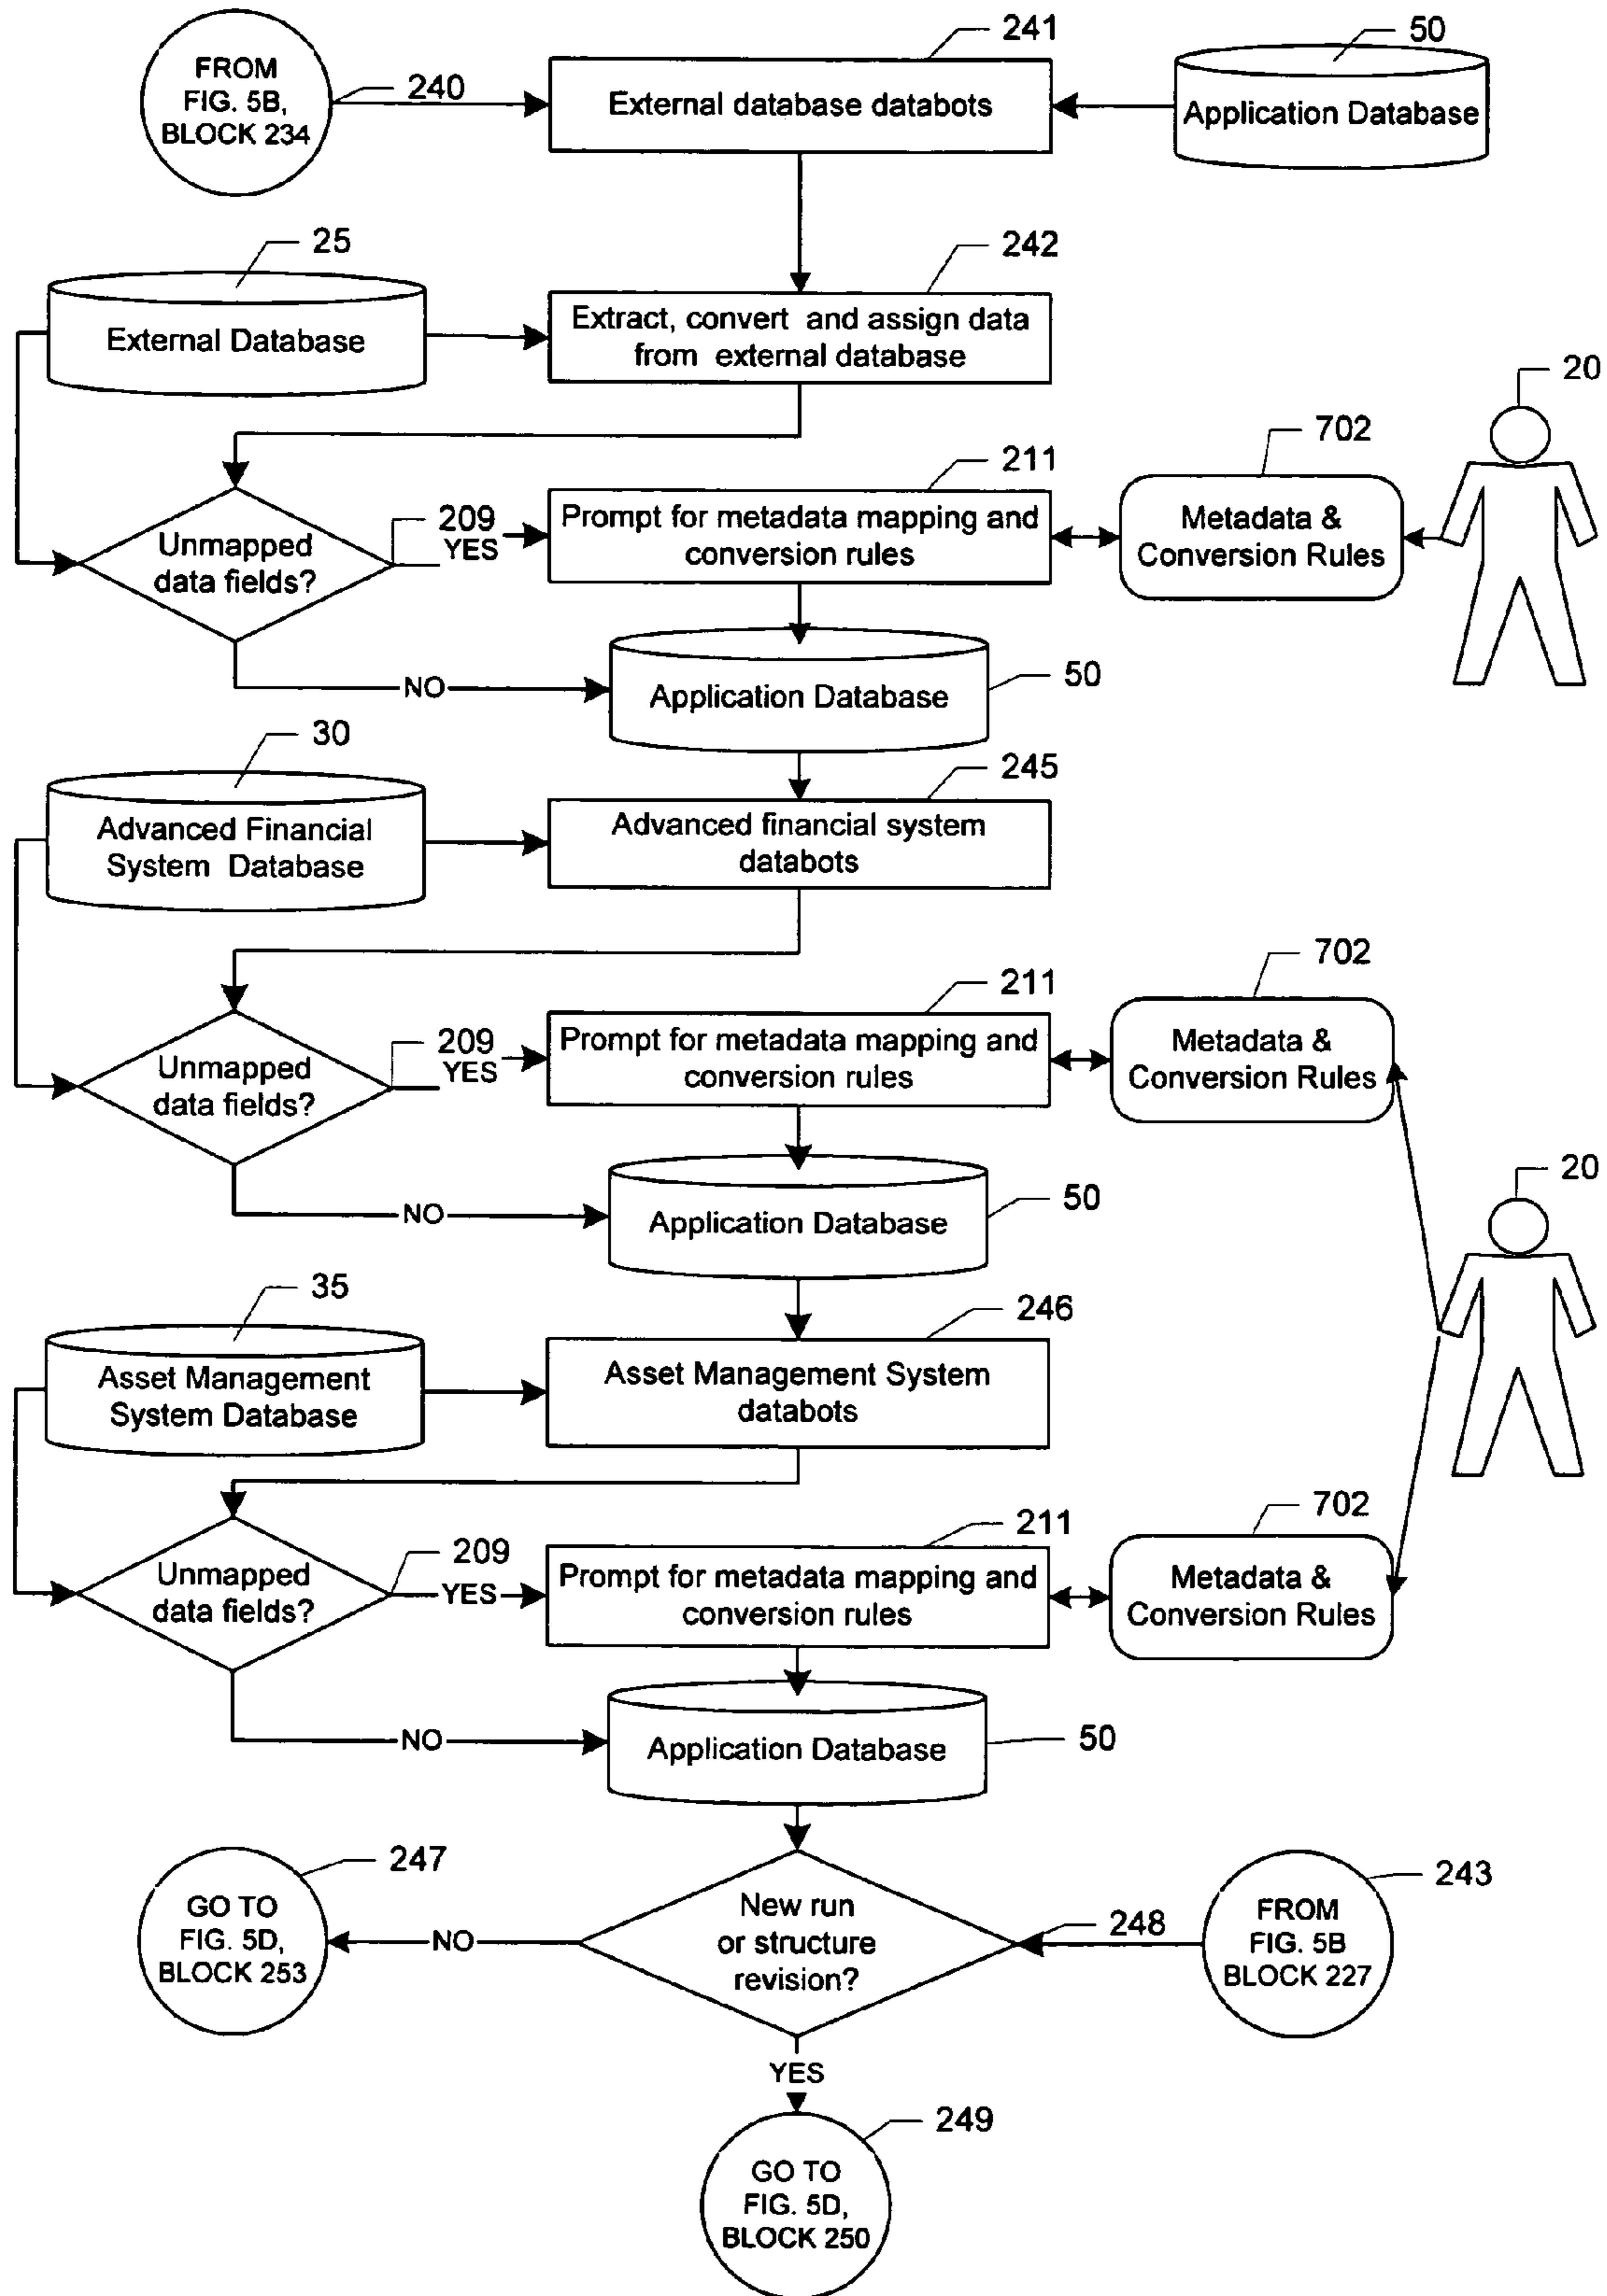 241
50
FROM
FIG. 5B,
BLOCK 234
240
External database databots
Application Database
25
242
External Database
Extract, convert and assign data
from external database
20
702
211
209
YES
Unmapped
data fields?
Prompt for metadata mapping and
conversion rules
Metadata &
Conversion Rules
NO
Application Database
50
30
245
Advanced Financial
System Database
Advanced financial system
databots
702
211
209
YES
Unmapped
data fields?
Prompt for metadata mapping and
conversion rules
Metadata &
Conversion Rules
20
NO
Application Database
50
35
246
Asset Management
System Database
Asset Management System
databots
702
211
209
YES
Unmapped
data fields?
Prompt for metadata mapping and
conversion rules
Metadata &
Conversion Rules
NO
Application Database
50
247
243
GO TO
FIG. 5D,
BLOCK 253
NO
New run
or structure
revision?
248
FROM
FIG. 5B
BLOCK 227
YES
249
GO TO
FIG. 5D,
BLOCK 250